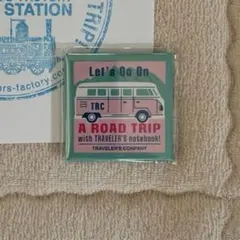 STATION
TRIP!
rs-factory.com
Let's Go On
TRC
A ROAD TRIP
with TRAVELER'S notebook!
TRAVELER'S COMPANY